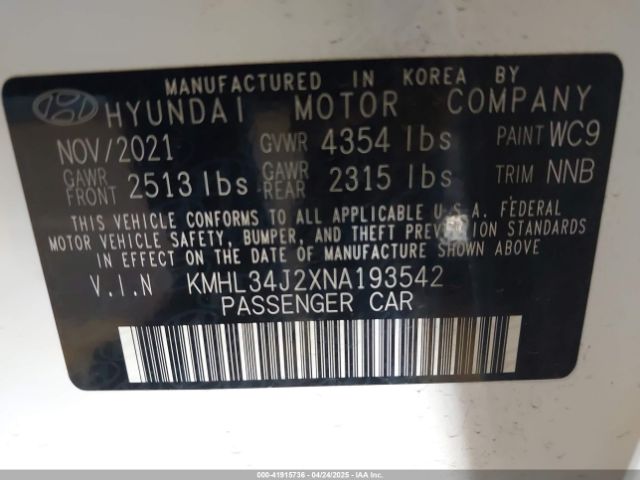 MANUFACTURED IN KOREA BY
HYUNDAI MOTOR COMPANY
NOV/2021 GVWR 4354 lbs PAINT WC9
GAWR FRONT 2513 lbs GAWR REAR 2315 lbs TRIM NNB
THIS VEHICLE CONFORMS TO ALL APPLICABLE U.S.A. FEDERAL
MOTOR VEHICLE SAFETY, BUMPER, AND THEFT PREVENTION STANDARDS
IN EFFECT ON THE DATE OF MANUFACTURE SHOWN ABOVE
V.I.N KMHL34J2XNA193542
PASSENGER CAR
000-41915736 - 04/24/2025 - IAAI.COM